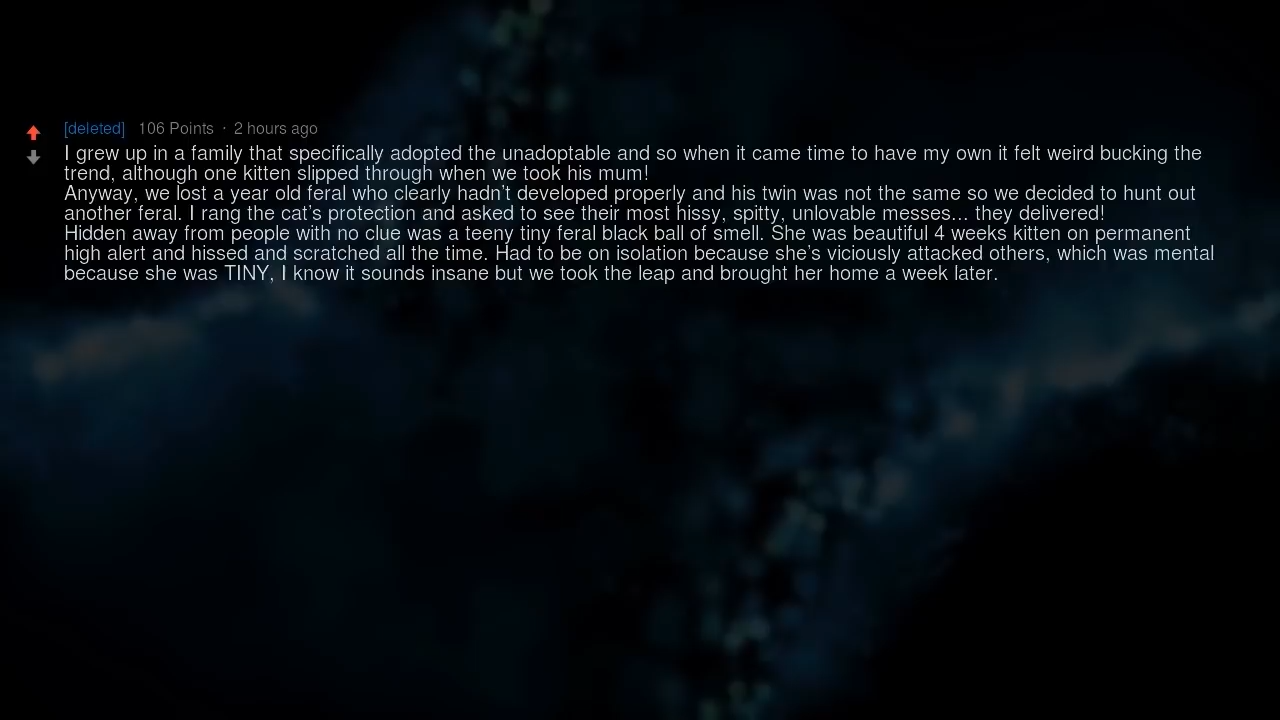 [deleted] 106 Points · 2 hours ago
I grew up in a family that specifically adopted the unadoptable and so when it came time to have my own it felt weird bucking the
trend, although one kitten slipped through when we took his mum!
Anyway, we lost a year old feral who clearly hadn't developed properly and his twin was not the same so we decided to hunt out
another feral. I rang the cat's protection and asked to see their most hissy, spitty, unlovable messes... they delivered!
Hidden away from people with no clue was a teeny tiny feral black ball of smell. She was beautiful 4 weeks kitten on permanent
high alert and hissed and scratched all the time. Had to be on isolation because she's viciously attacked others, which was mental
because she was TINY, I know it sounds insane but we took the leap and brought her home a week later.